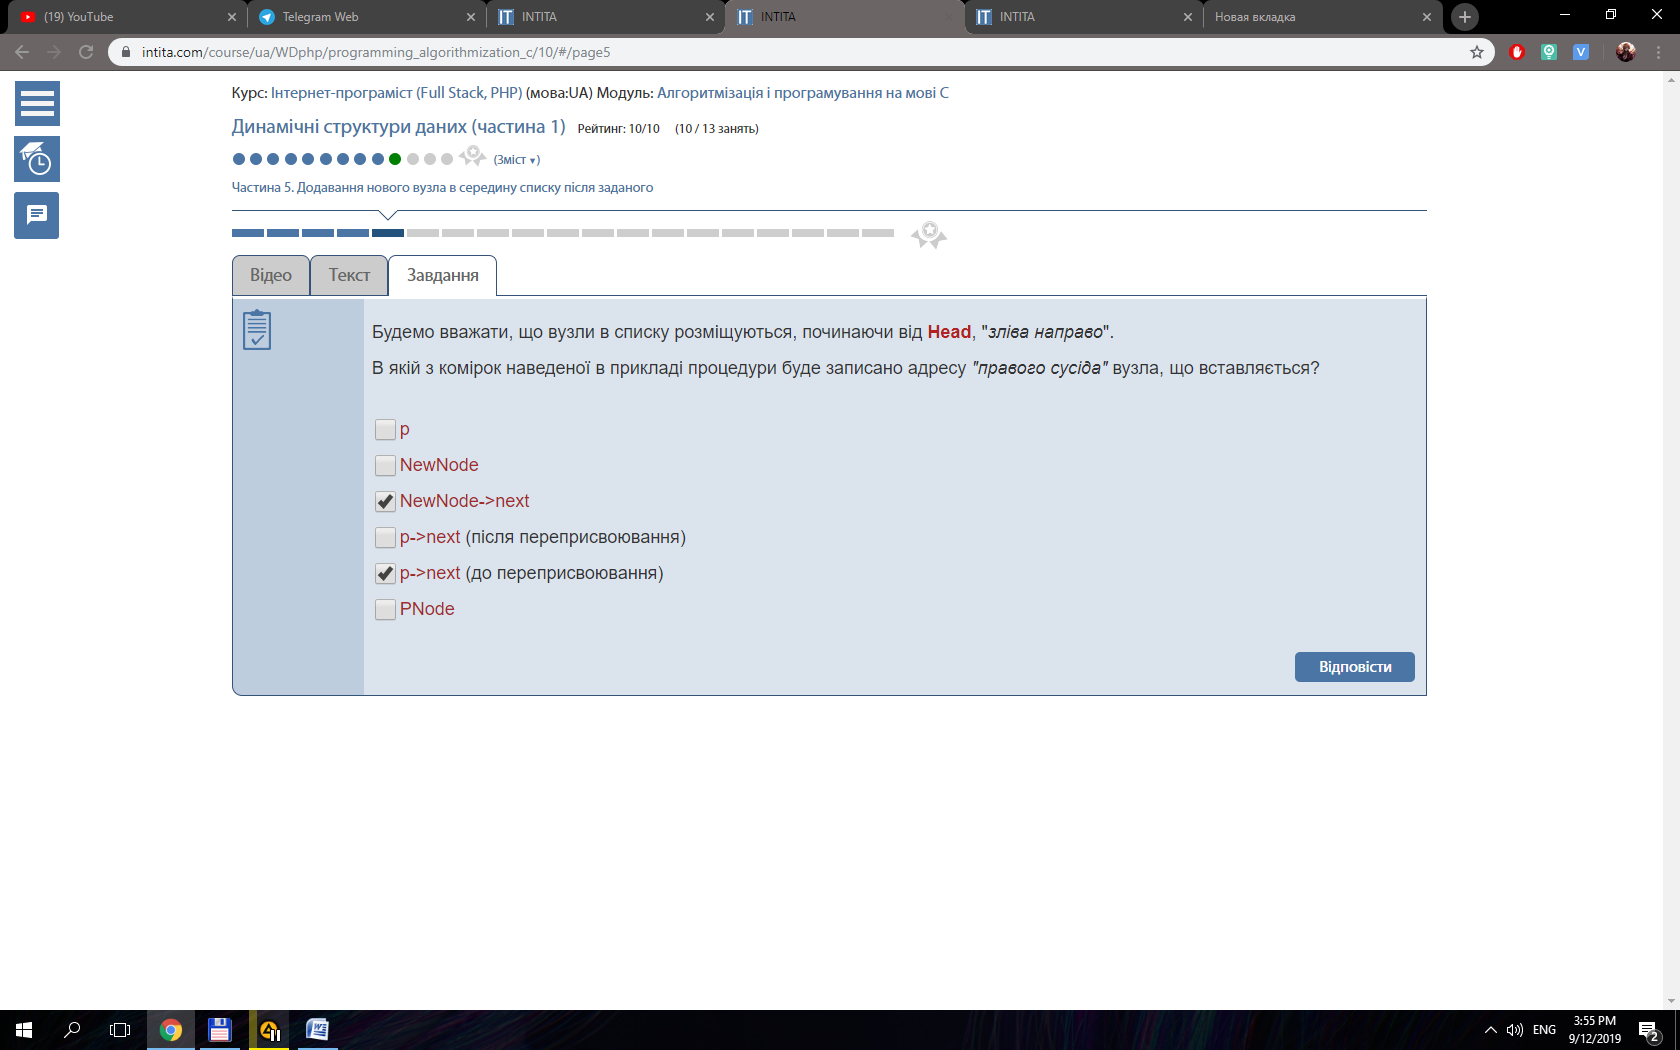 (19) YouTube
Telegram Web
INTITA
INTITA
INTITA
Новая вкладка
intita.com/course/ua/WDphp/programming_algorithmization_c/10/#/page5
Курс: Інтернет-програміст (Full Stack, PHP) (мова:UA) Модуль: Алгоритмізація і програмування на мові С
Динамічні структури даних (частина 1) Рейтинг: 10/10 (10 / 13 занять)
(Зміст ▾)
Частина 5. Додавання нового вузла в середину списку після заданого
Відео
Текст
Завдання
Будемо вважати, що вузли в списку розміщуються, починаючи від Head, "зліва направо".
В якій з комірок наведеної в прикладі процедури буде записано адресу "правого сусіда" вузла, що вставляється?
p
NewNode
NewNode->next
p->next (після переприсвоювання)
p->next (до переприсвоювання)
PNode
Відповісти
ENG
3:55 PM
9/12/2019
2